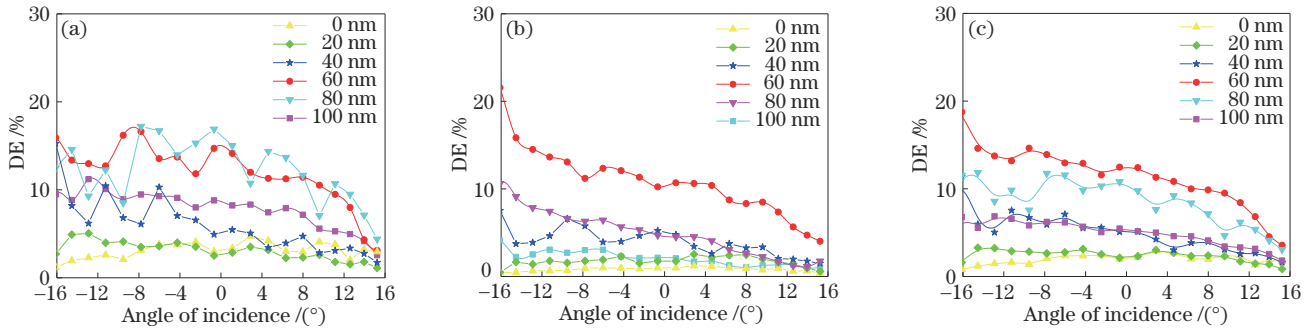 (a)
0 nm
20 nm
40 nm
60 nm
80 nm
100 nm
DE /%
30
20
10
0
−16 −12 −8 −4 0 4 8 12 16
Angle of incidence /(°)
(b)
0 nm
20 nm
40 nm
60 nm
80 nm
100 nm
DE /%
30
20
10
0
−16 −12 −8 −4 0 4 8 12 16
Angle of incidence /(°)
(c)
0 nm
20 nm
40 nm
60 nm
80 nm
100 nm
DE /%
30
20
10
0
−16 −12 −8 −4 0 4 8 12 16
Angle of incidence /(°)